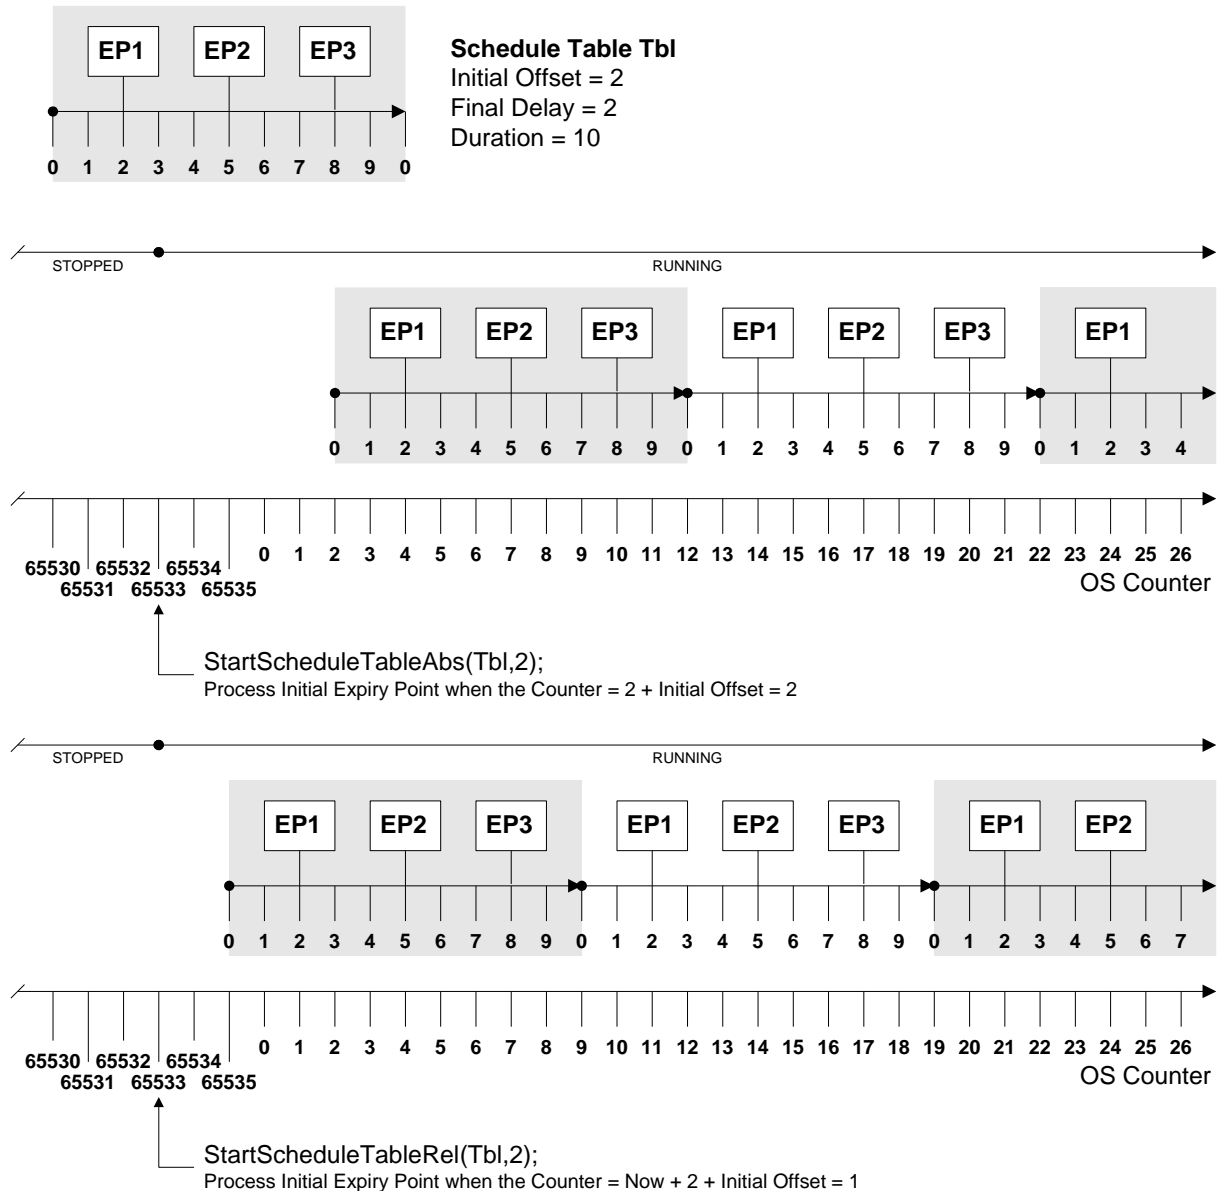 EP1 EP2 EP3
Schedule Table Tbl
Initial Offset = 2
Final Delay = 2
Duration = 10
0 1 2 3 4 5 6 7 8 9 0
STOPPED RUNNING
EP1 EP2 EP3 EP1 EP2 EP3 EP1
0 1 2 3 4 5 6 7 8 9 0 1 2 3 4 5 6 7 8 9 0 1 2 3 4
0 1 2 3 4 5 6 7 8 9 10 11 12 13 14 15 16 17 18 19 20 21 22 23 24 25 26
65530 65532 65534
65531 65533 65535
OS Counter
StartScheduleTableAbs(Tbl,2);
Process Initial Expiry Point when the Counter = 2 + Initial Offset = 2
STOPPED RUNNING
EP1 EP2 EP3 EP1 EP2 EP3 EP1 EP2
0 1 2 3 4 5 6 7 8 9 0 1 2 3 4 5 6 7 8 9 0 1 2 3 4 5 6 7
0 1 2 3 4 5 6 7 8 9 10 11 12 13 14 15 16 17 18 19 20 21 22 23 24 25 26
65530 65532 65534
65531 65533 65535
OS Counter
StartScheduleTableRel(Tbl,2);
Process Initial Expiry Point when the Counter = Now + 2 + Initial Offset = 1